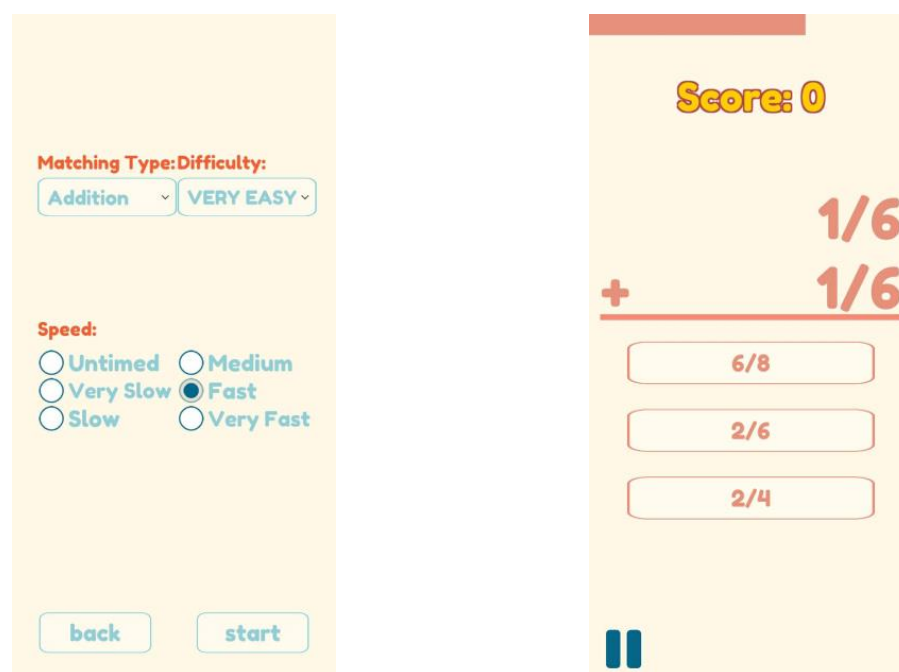 Matching Type: Difficulty:
Addition VERY EASY
Speed:
Untimed Medium
Very Slow Fast
Slow Very Fast
back start
Score: 0
1/6
+ 1/6
6/8
2/6
2/4